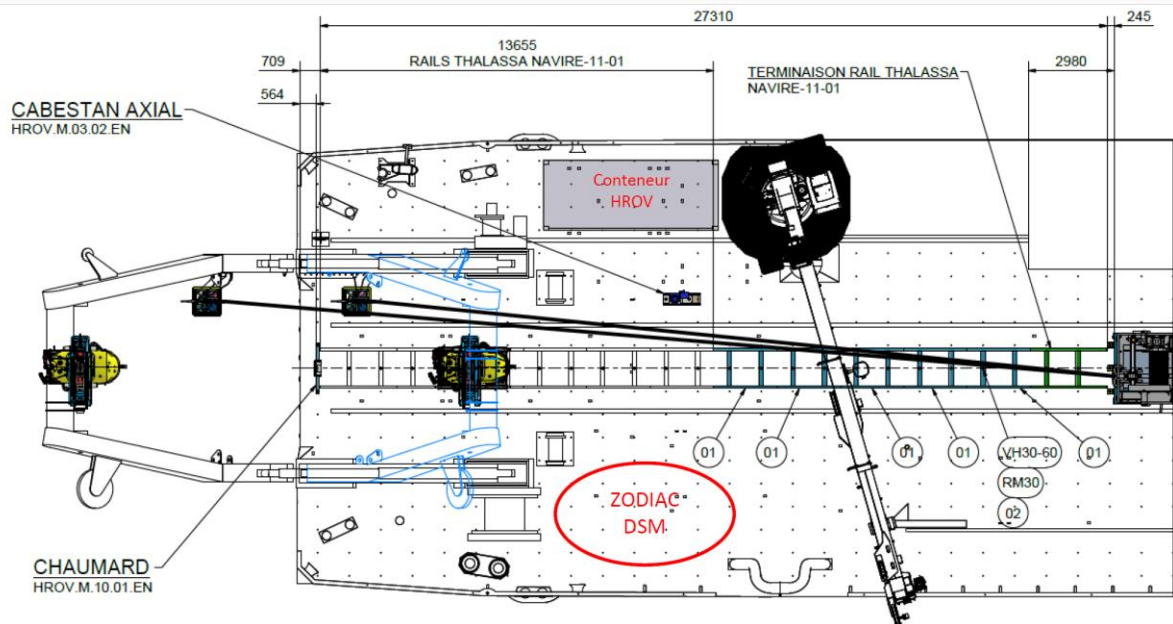 27310
245
13655
RAILS THALASSA NAVIRE-11-01
709
564
TERMINAISON RAIL THALASSA
NAVIRE-11-01
2980
CABESTAN AXIAL
HROV.M.03.02.EN
Conteneur
HROV
01
01
01
01
VH30-60
01
RM30
02
ZODIAC
DSM
CHAUMARD
HROV.M.10.01.EN